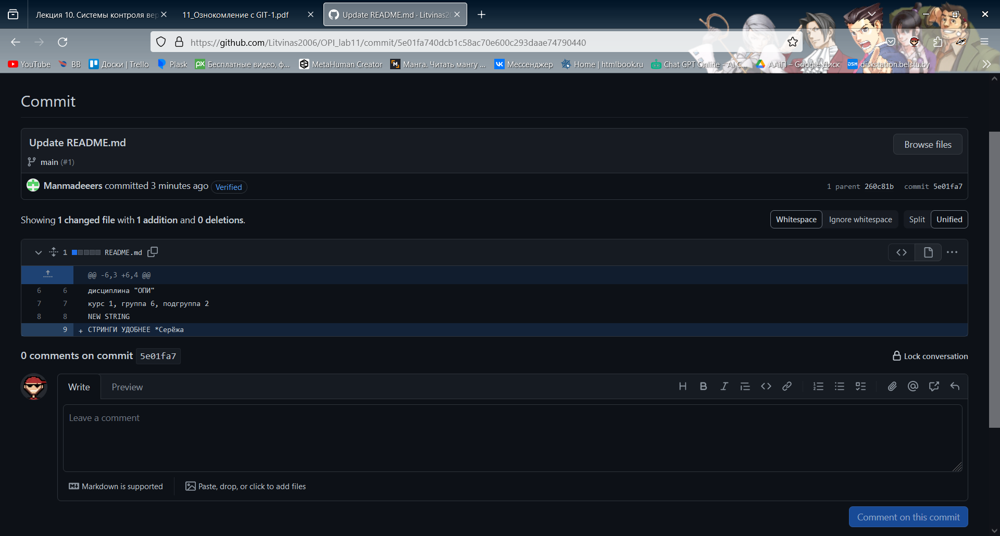 Лекция 10. Системы контроля вер
11_Ознокомление с GIT-1.pdf
Update README.md · Litvinas2
https://github.com/Litvinas2006/OPI_lab11/commit/5e01fa740dcb1c58ac70e600c293daae74790440
YouTube
BB
Доски | Trello
Plask
Бесплатные видео, ф...
MetaHuman Creator
Манга. Читать мангу ...
Мессенджер
Home | htmlbook.ru
Chat GPT Online - AI C...
ААІП – Google Диск
diskstation.belstu.by
Commit
Update README.md
Browse files
main (#1)
Manmadeeers committed 3 minutes ago Verified
1 parent 260c81b commit 5e01fa7
Showing 1 changed file with 1 addition and 0 deletions.
Whitespace Ignore whitespace Split Unified
1 README.md
@@ -6,3 +6,4 @@
6 6 дисциплина "ОПИ"
7 7 курс 1, группа 6, подгруппа 2
8 8 NEW STRING
9 + СТРИНГИ УДОБНЕЕ *Серёжа
0 comments on commit 5e01fa7
Lock conversation
Write Preview
Leave a comment
Markdown is supported
Paste, drop, or click to add files
Comment on this commit